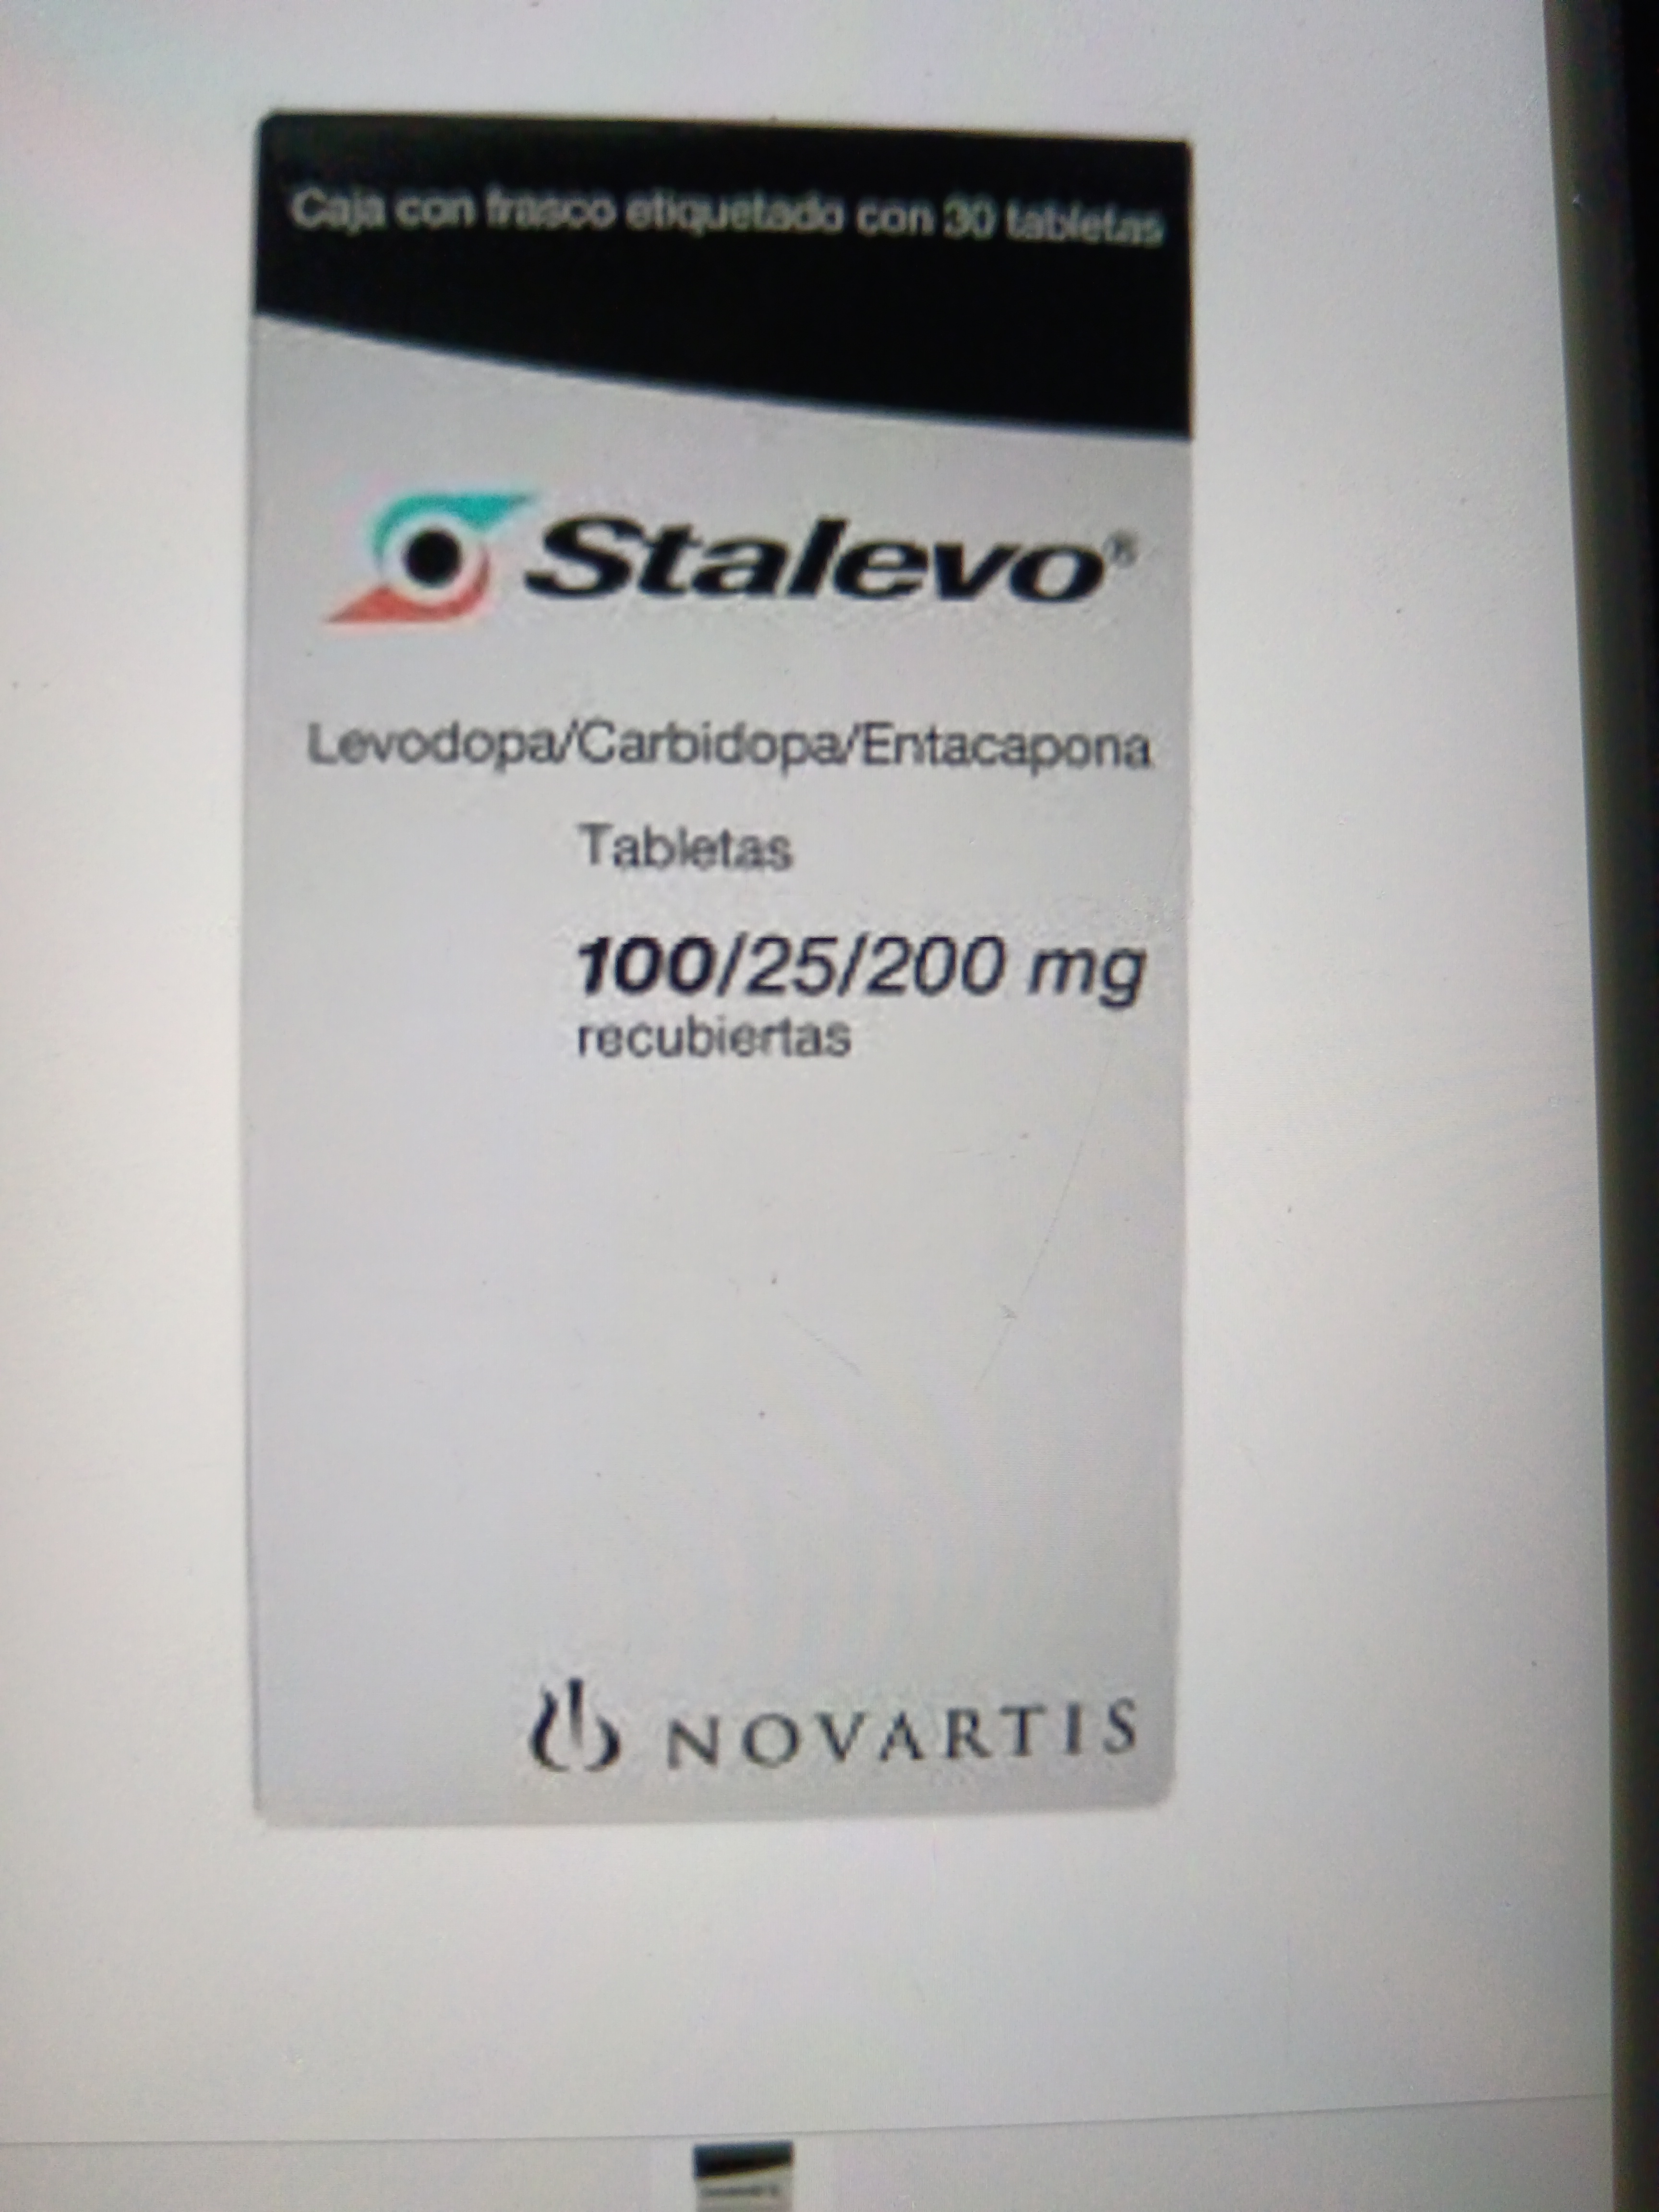 Caja con frasco etiquetado con 30 tabletas
Stalevo®
Levodopa/Carbidopa/Entacapona
Tabletas
100/25/200 mg
recubiertas
NOVARTIS